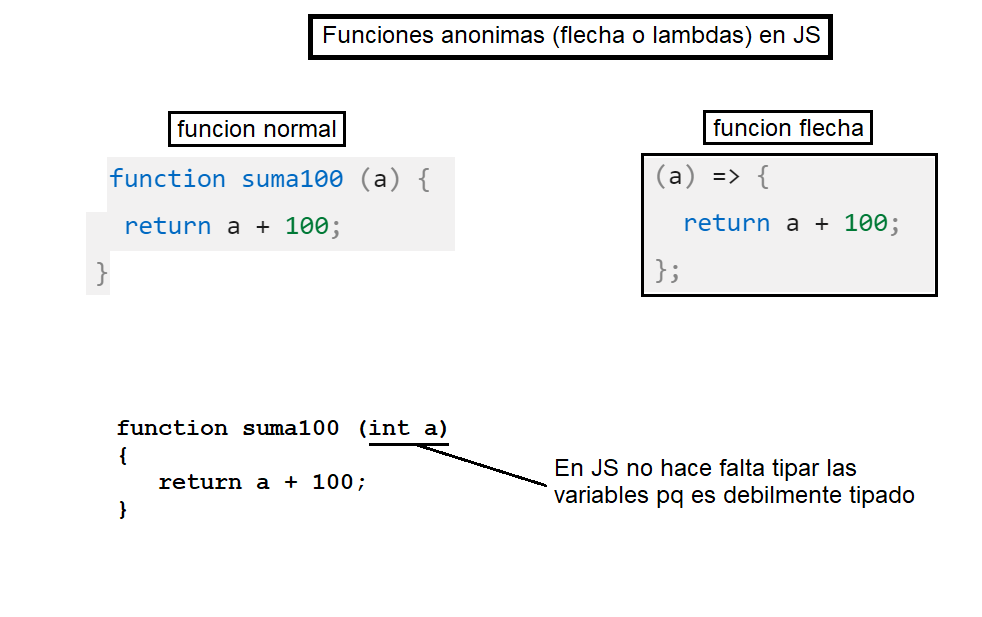 Funciones anonimas (flecha o lambdas) en JS
funcion normal
function suma100 (a) {
return a + 100;
}
funcion flecha
(a) => {
return a + 100;
};
function suma100 (int a)
{
return a + 100;
}
En JS no hace falta tipar las
variables pq es debilmente tipado